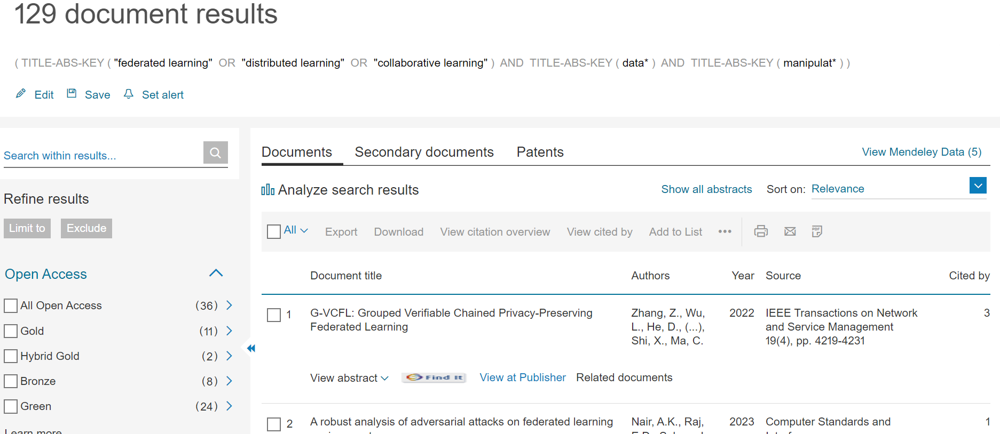 129 document results
( TITLE-ABS-KEY ( "federated learning" OR "distributed learning" OR "collaborative learning" ) AND TITLE-ABS-KEY ( data* ) AND TITLE-ABS-KEY ( manipulat* ) )
Edit Save Set alert
Search within results...
Refine results
Limit to Exclude
Open Access
All Open Access (36)
Gold (11)
Hybrid Gold (2)
Bronze (8)
Green (24)
Learn more
Documents Secondary documents Patents View Mendeley Data (5)
Analyze search results Show all abstracts Sort on: Relevance
All Export Download View citation overview View cited by Add to List ••• PDF
Document title Authors Year Source Cited by
1 G-VCFL: Grouped Verifiable Chained Privacy-Preserving Zhang, Z., Wu, 2022 IEEE Transactions on Network 3
Federated Learning L., He, D., (...), and Service Management
Shi, X., Ma, C. 19(4), pp. 4219-4231
View abstract Find It View at Publisher Related documents
2 A robust analysis of adversarial attacks on federated learning Nair, A.K., Raj, 2023 Computer Standards and 1